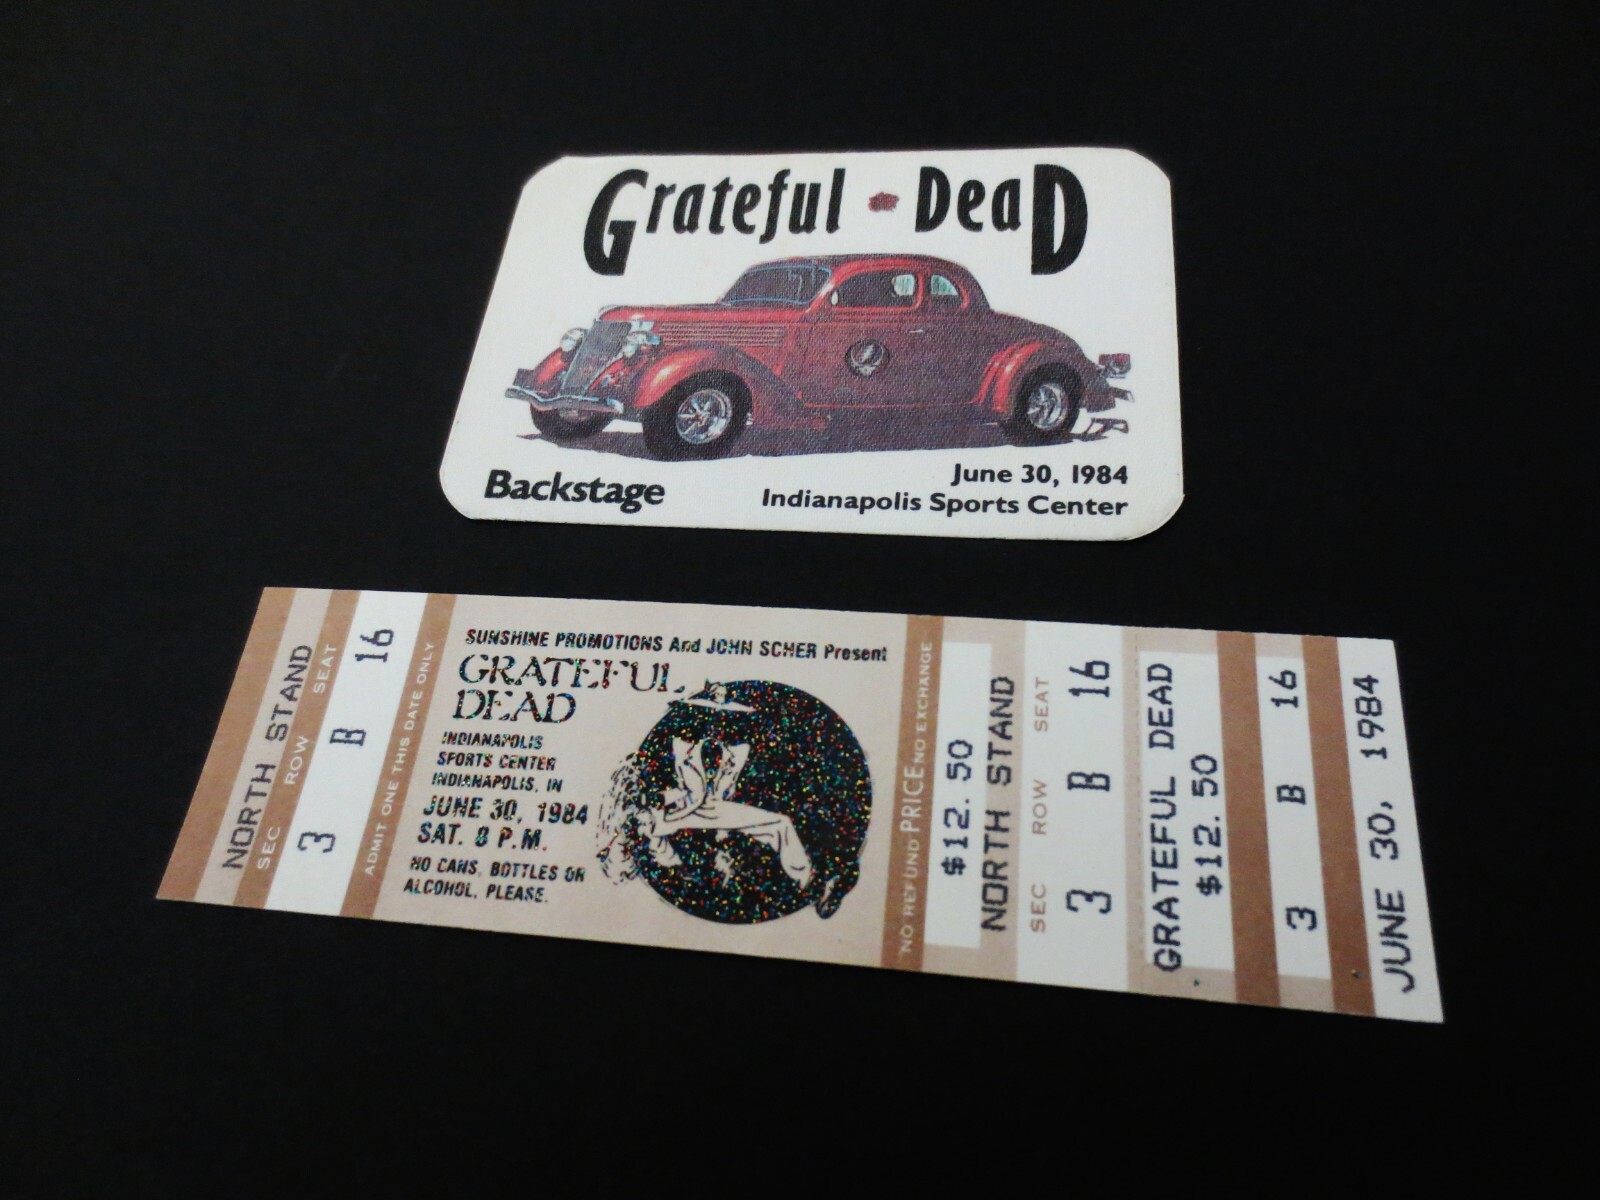 Grateful Dead
Backstage
June 30, 1984
Indianapolis Sports Center
NORTH STAND
SEC ROW SEAT
3 B 16
ADMIT ONE THIS DATE ONLY
SUNSHINE PROMOTIONS And JOHN SCHER Present
GRATEFUL
DEAD
INDIANAPOLIS
SPORTS CENTER
INDIANAPOLIS, IN
JUNE 30, 1984
SAT. 8 P.M.
NO CANS, BOTTLES OR
ALCOHOL, PLEASE.
NO REFUND PRICE NO EXCHANGE
$12.50
NORTH STAND
SEC ROW SEAT
3 B 16
GRATEFUL DEAD
$12.50
3 B 16
JUNE 30, 1984